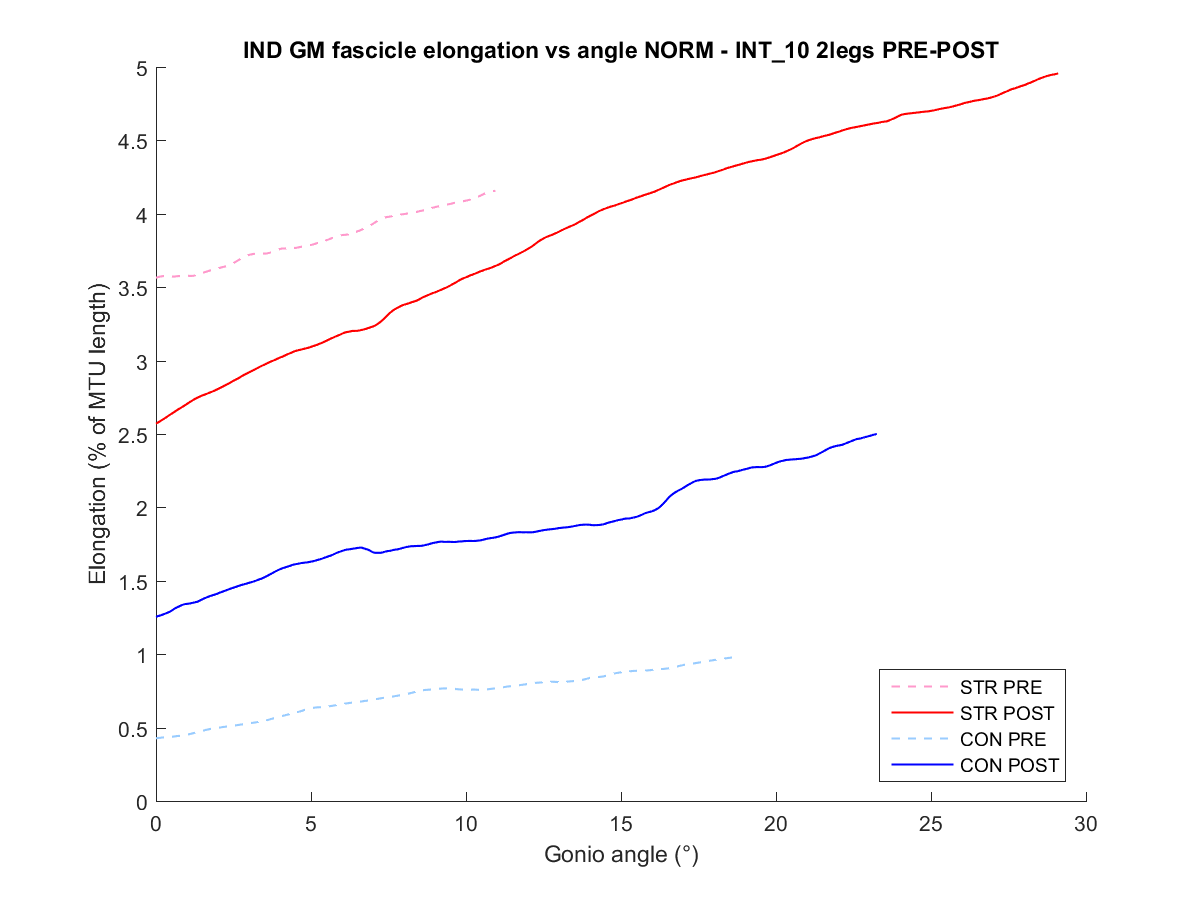 IND GM fascicle elongation vs angle NORM - INT_10 2legs PRE-POST
5
4.5
4
3.5
3
2.5
2
1.5
1
0.5
0
Elongation (% of MTU length)
STR PRE
STR POST
CON PRE
CON POST
0 5 10 15 20 25 30
Gonio angle (°)